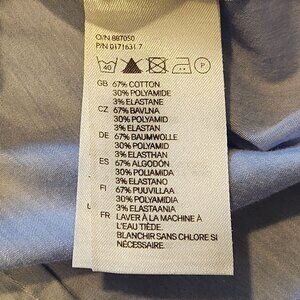 O/N 887050
P/N 0171631.7
40 P
GB 67% COTTON
30% POLYAMIDE
3% ELASTANE
CZ 67% BAVLNA
30% POLYAMID
3% ELASTAN
DE 67% BAUMWOLLE
30% POLYAMID
3% ELASTHAN
ES 67% ALGODÓN
30% POLIAMIDA
3% ELASTANO
FI 67% PUUVILLAA
30% POLYAMIDIA
3% ELASTAANIA
FR LAVER À LA MACHINE À
L'EAU TIÈDE.
BLANCHIR SANS CHLORE SI
NÉCESSAIRE.